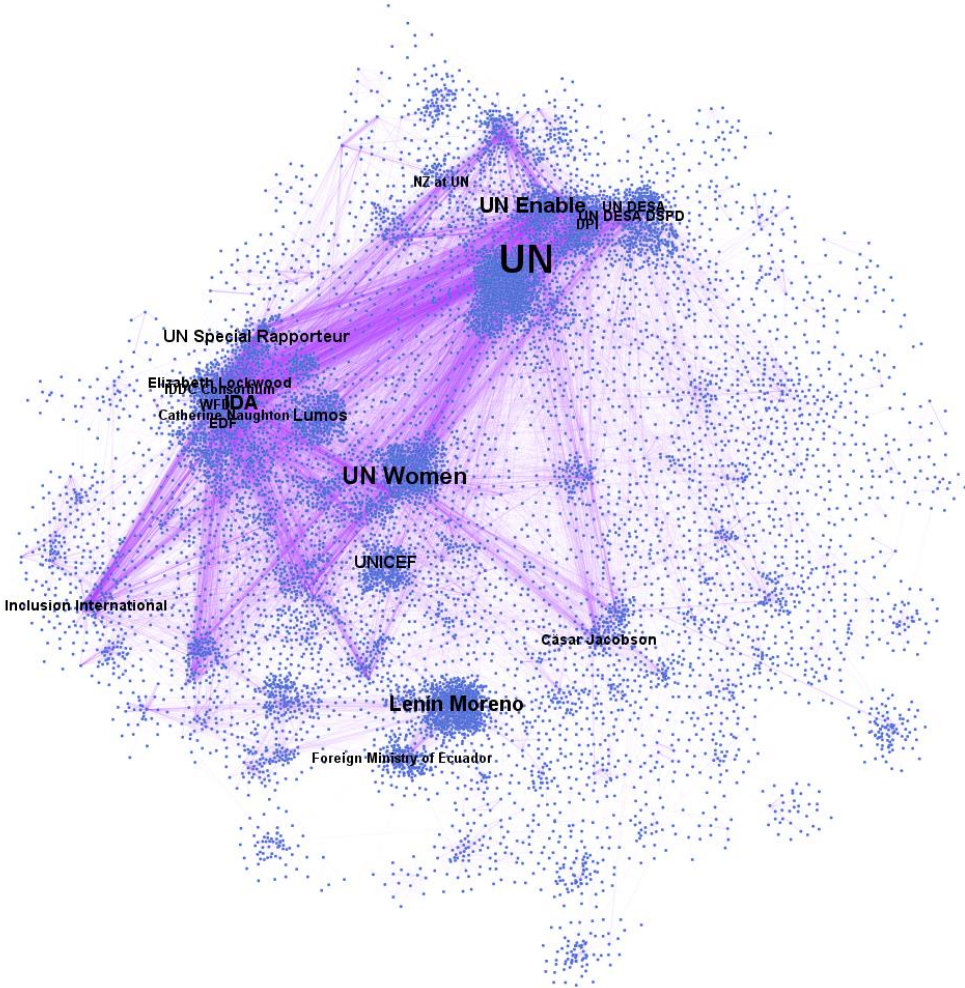 NZ at UN
UN Enable
UN DESA
UN DESA DSPD
DPI
UN
UN Special Rapporteur
Elizabeth Lockwood
IDDC Consortium
WFD
IDA
Catherine Naughton
Lumos
EDF
UN Women
UNICEF
Inclusion International
Casar Jacobson
Lenin Moreno
Foreign Ministry of Ecuador